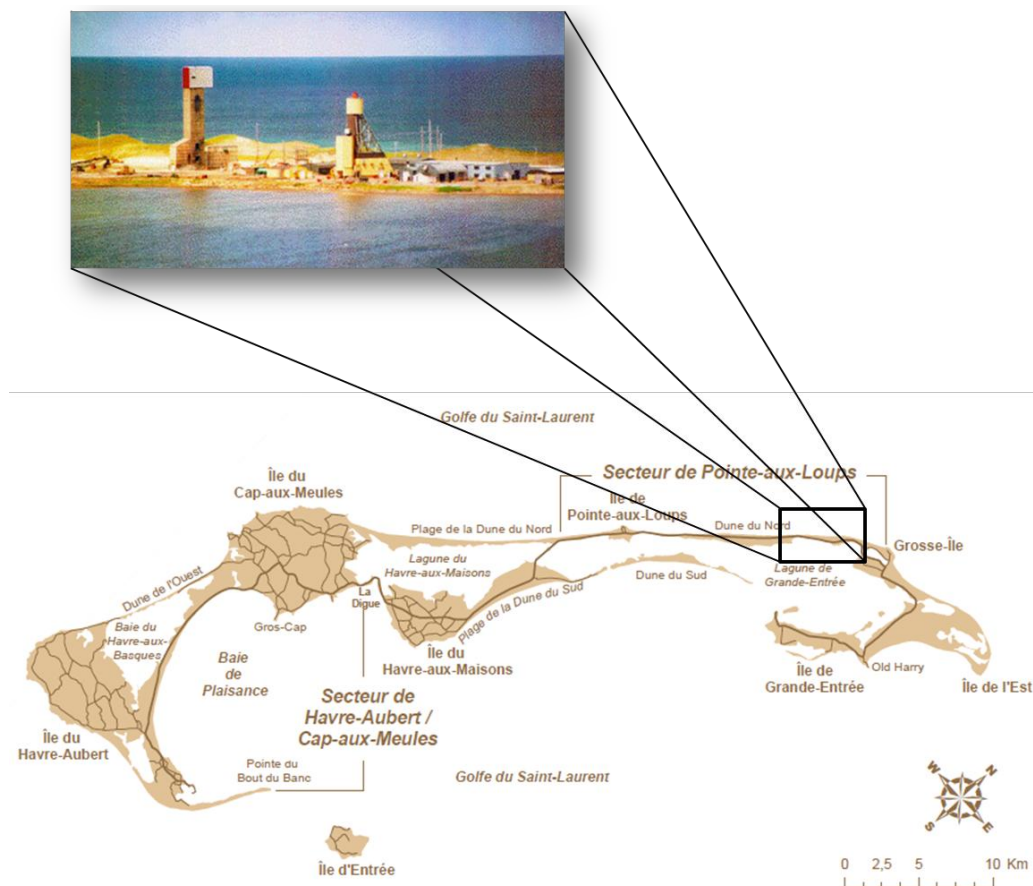 Golfe du Saint-Laurent
Secteur de Pointe-aux-Loups
Île du
Cap-aux-Meules
Île de
Pointe-aux-Loups
Plage de la Dune du Nord
Dune du Nord
Grosse-Île
Lagune du
Havre-aux-Maisons
Lagune de
Grande-Entrée
Dune du Sud
Dune de l'Ouest
La
Digue
Plage de la Dune du Sud
Gros-Cap
Baie du
Havre-aux-
Basques
Baie
de
Plaisance
Île du
Havre-aux-Maisons
Île de
Grande-Entrée
Old Harry
Île de l'Est
Secteur de
Havre-Aubert /
Cap-aux-Meules
Île du
Havre-Aubert
Pointe du
Bout du Banc
Golfe du Saint-Laurent
W
N
S
E
Île d'Entrée
0 2,5 5 10 Km